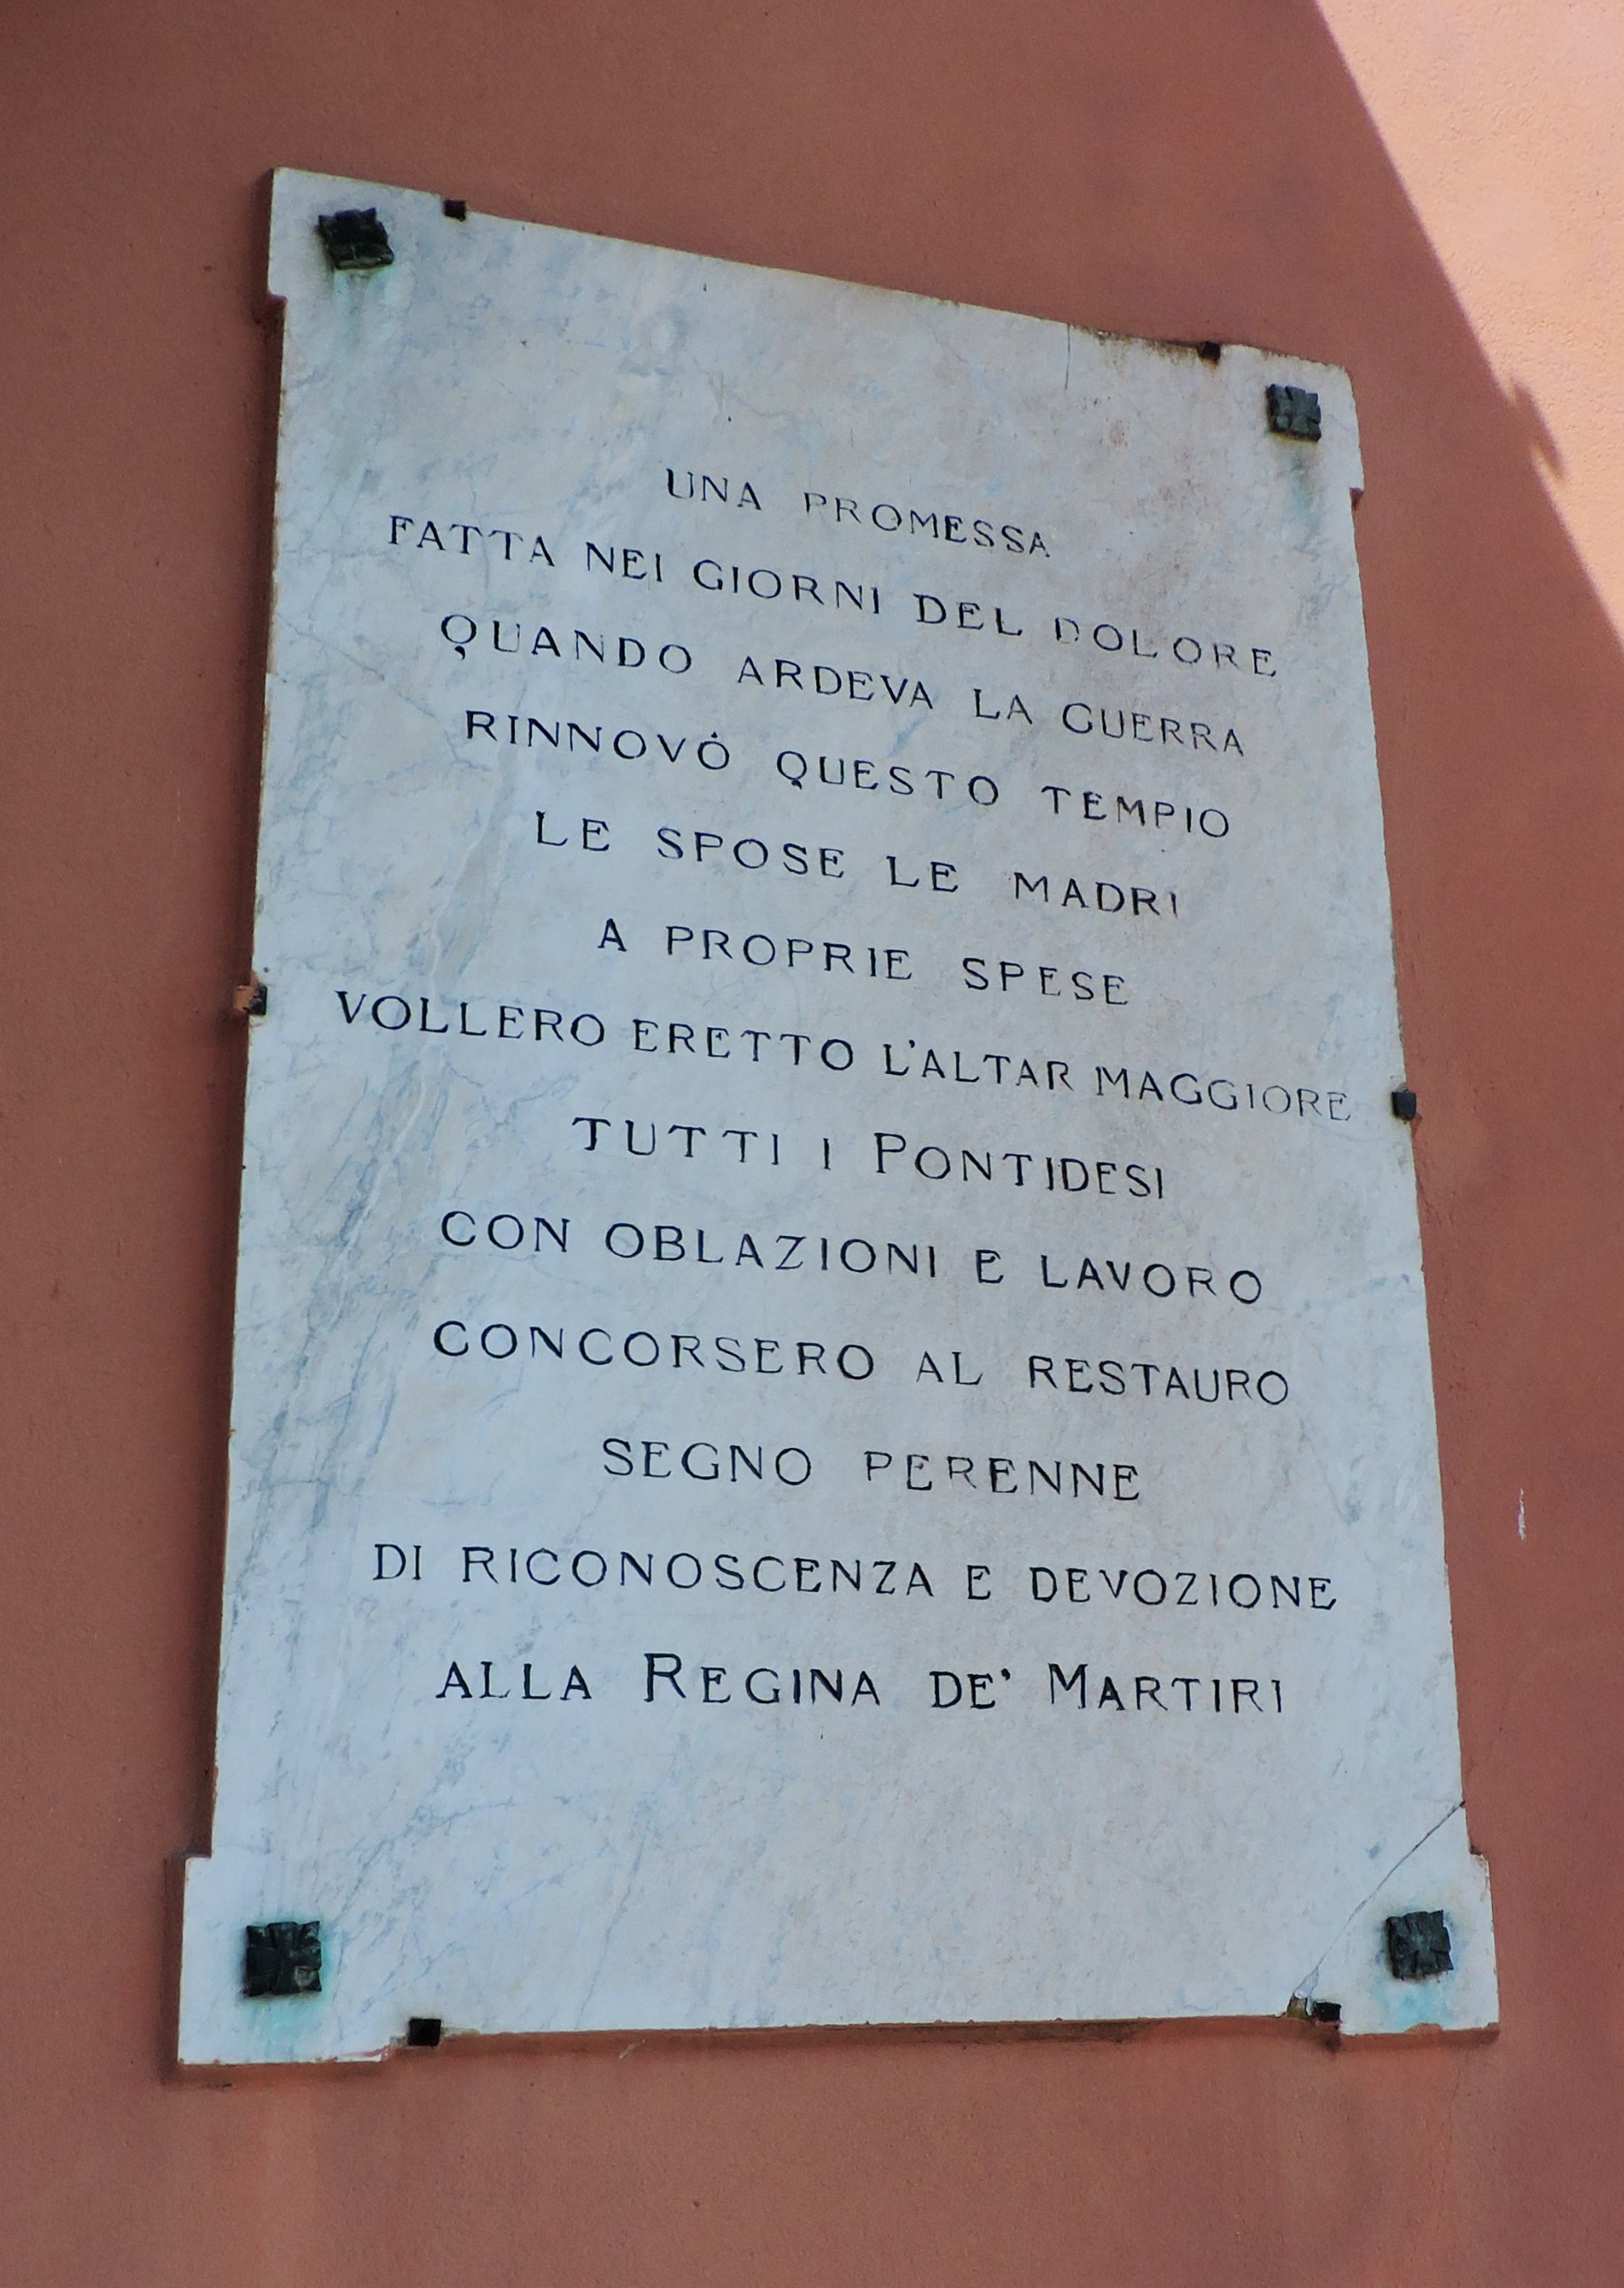 UNA PROMESSA
FATTA NEI GIORNI DEL DOLORE
QUANDO ARDEVA LA GUERRA
RINNOVÒ QUESTO TEMPIO
LE SPOSE LE MADRI
A PROPRIE SPESE
VOLLERO ERETTO L'ALTAR MAGGIORE
TUTTI I PONTIDESI
CON OBLAZIONI E LAVORO
CONCORSERO AL RESTAURO
SEGNO PERENNE
DI RICONOSCENZA E DEVOZIONE
ALLA REGINA DE' MARTIRI